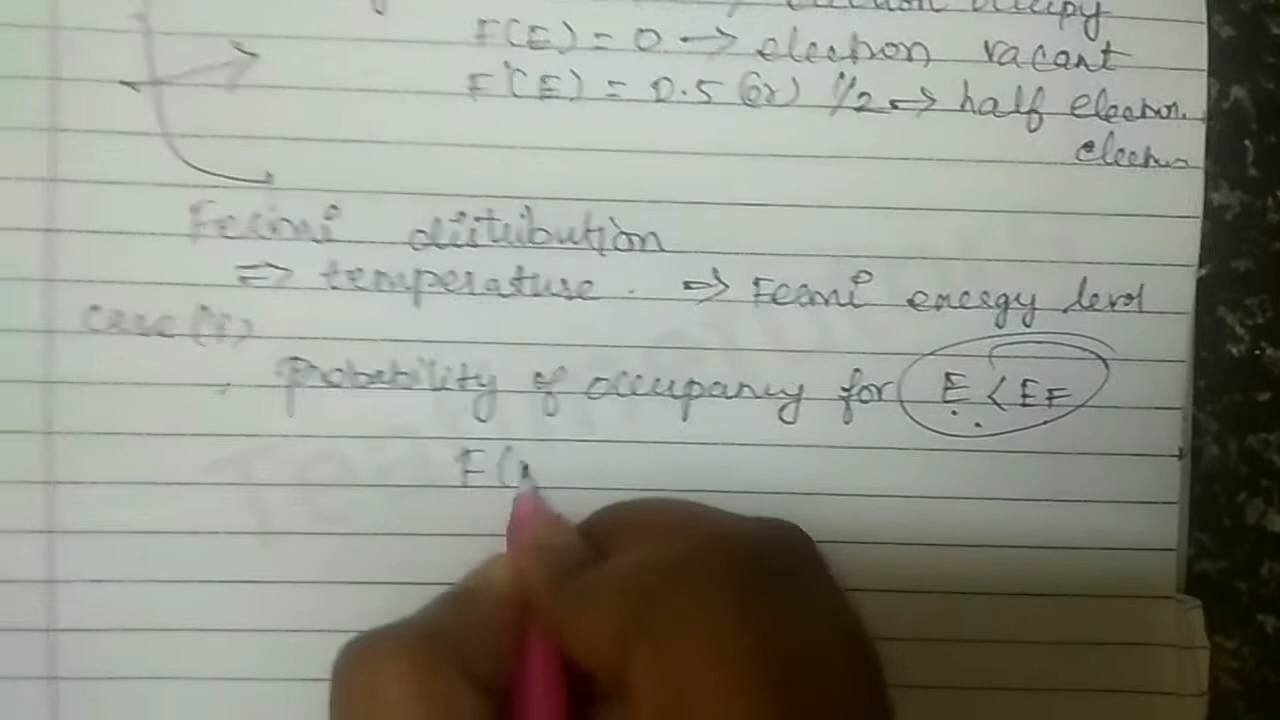 occupy
F(E) = 0 → electron vacant
F(E) = 0.5 (or) 1/2 → half electron.
electron
Fermi distribution
⇒ temperature. ⇒ Fermi energy level
case (i)
Probability of occupancy for E < EF
F(